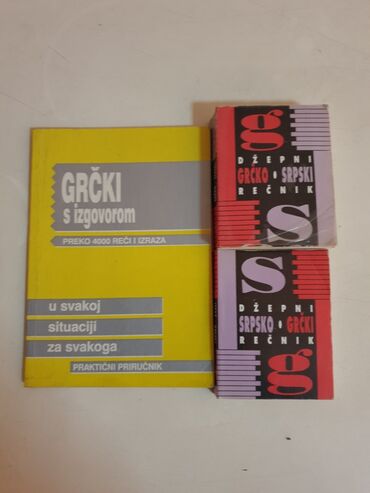 GRČKI
s izgovorom
PREKO 4000 REČI I IZRAZA
u svakoj
situaciji
za svakoga
PRAKTIČNI PRIRUČNIK
g
DŽEPNI
GRČKO • SRPSKI
REČNIK
S
S
DŽEPNI
SRPSKO • GRČKI
REČNIK
g